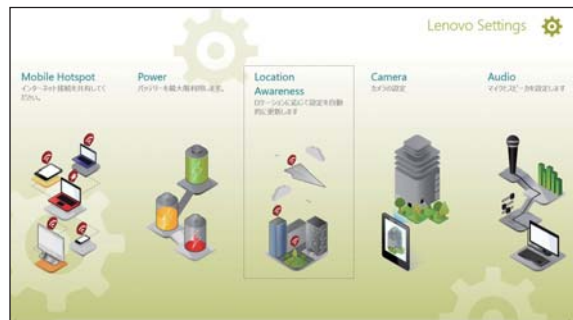 Lenovo Settings
Mobile Hotspot
インターネット接続を共有してく
ださい。
Power
バッテリーを最大限利用します。
Location
Awareness
ロケーションに応じて設定を自動
的に更新します
Camera
カメラの設定
Audio
マイクとスピーカを設定します